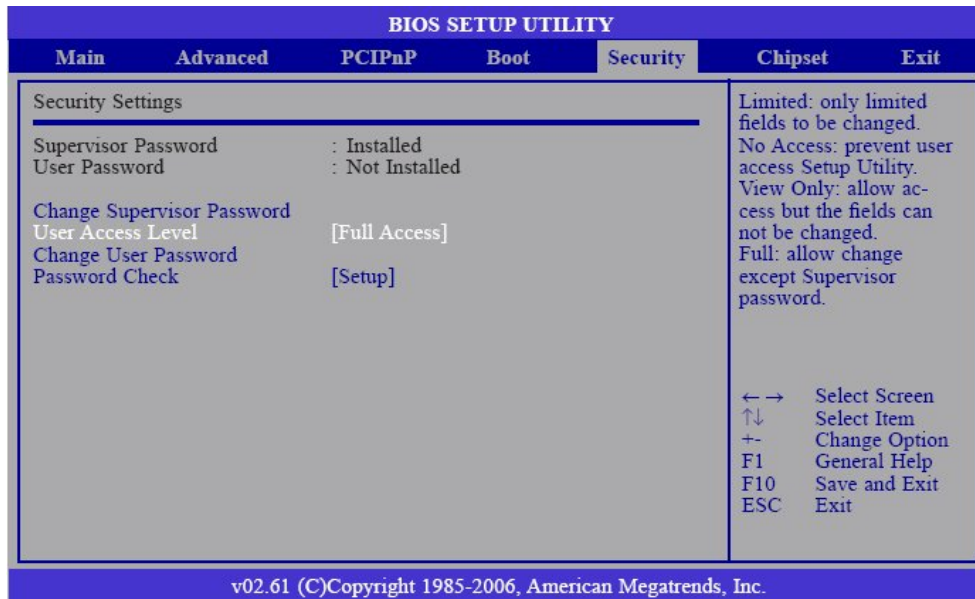 BIOS SETUP UTILITY
Main Advanced PCIPnP Boot Security Chipset Exit
Security Settings
Supervisor Password : Installed
User Password : Not Installed
Change Supervisor Password
User Access Level [Full Access]
Change User Password
Password Check [Setup]
Limited: only limited
fields to be changed.
No Access: prevent user
access Setup Utility.
View Only: allow ac-
cess but the fields can
not be changed.
Full: allow change
except Supervisor
password.
←→ Select Screen
↑↓ Select Item
+- Change Option
F1 General Help
F10 Save and Exit
ESC Exit
v02.61 (C)Copyright 1985-2006, American Megatrends, Inc.